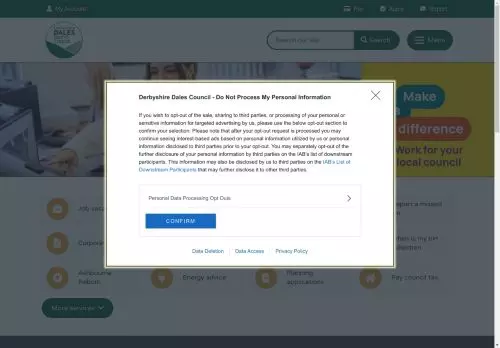 My Account
Pay
Apply
Report
DALES
Search our site
Search
Menu
Derbyshire Dales Council - Do Not Process My Personal Information
If you wish to opt-out of the sale, sharing to third parties, or processing of your personal or
sensitive information for targeted advertising by us, please use the below opt-out section to
confirm your selection. Please note that after your opt-out request is processed you may
continue seeing interest-based ads based on personal information utilized by us or personal
information disclosed to third parties prior to your opt-out. You may separately opt-out of the
further disclosure of your personal information by third parties on the IAB's list of downstream
participants. This information may also be disclosed by us to third parties on the IAB's List of
Downstream Participants that may further disclose it to other third parties.
Personal Data Processing Opt Outs
CONFIRM
Data Deletion
Data Access
Privacy Policy
Make
difference
Work for your
local council
Job
report a missed
Ashbourne
Reborn
Energy advice
Planning
applications
Pay council tax
More services